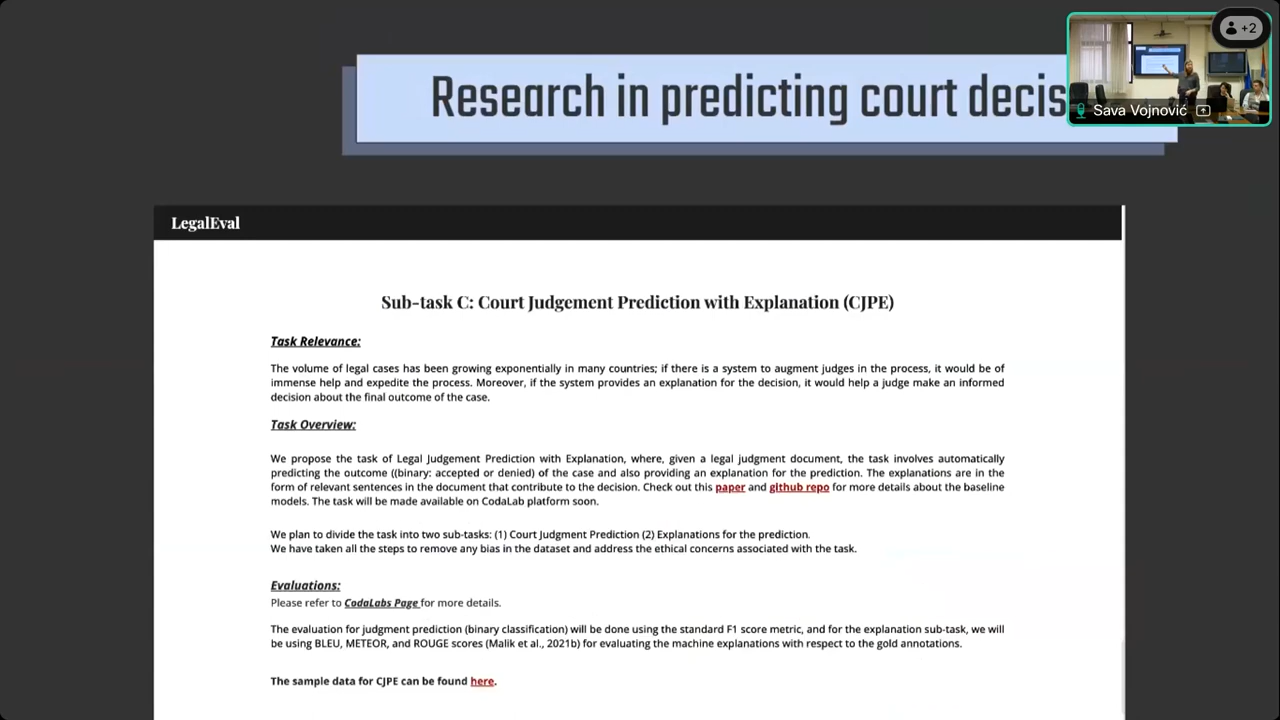 Research in predicting court decis
+2
Sava Vojnović
LegalEval
Sub-task C: Court Judgement Prediction with Explanation (CJPE)
Task Relevance:
The volume of legal cases has been growing exponentially in many countries; if there is a system to augment judges in the process, it would be of
immense help and expedite the process. Moreover, if the system provides an explanation for the decision, it would help a judge make an informed
decision about the final outcome of the case.
Task Overview:
We propose the task of Legal Judgement Prediction with Explanation, where, given a legal judgment document, the task involves automatically
predicting the outcome ((binary: accepted or denied) of the case and also providing an explanation for the prediction. The explanations are in the
form of relevant sentences in the document that contribute to the decision. Check out this paper and github repo for more details about the baseline
models. The task will be made available on CodaLab platform soon.
We plan to divide the task into two sub-tasks: (1) Court Judgment Prediction (2) Explanations for the prediction.
We have taken all the steps to remove any bias in the dataset and address the ethical concerns associated with the task.
Evaluations:
Please refer to CodaLabs Page for more details.
The evaluation for judgment prediction (binary classification) will be done using the standard F1 score metric, and for the explanation sub-task, we will
be using BLEU, METEOR, and ROUGE scores (Malik et al., 2021b) for evaluating the machine explanations with respect to the gold annotations.
The sample data for CJPE can be found here.